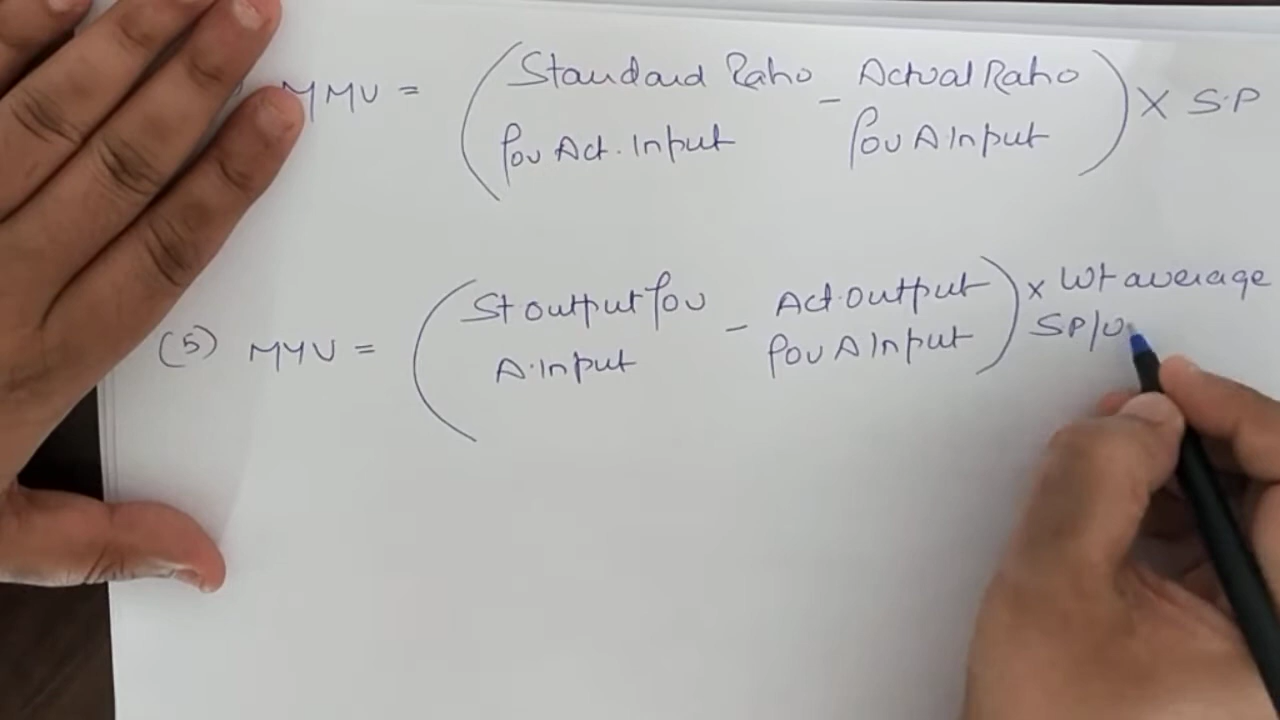 MMV = (Standard Ratio - Actual Ratio) X S.P
for Act. Input for A Input
(5) MYV = (St output for - Act. output) x Wt average
A. Input for A Input SP/U